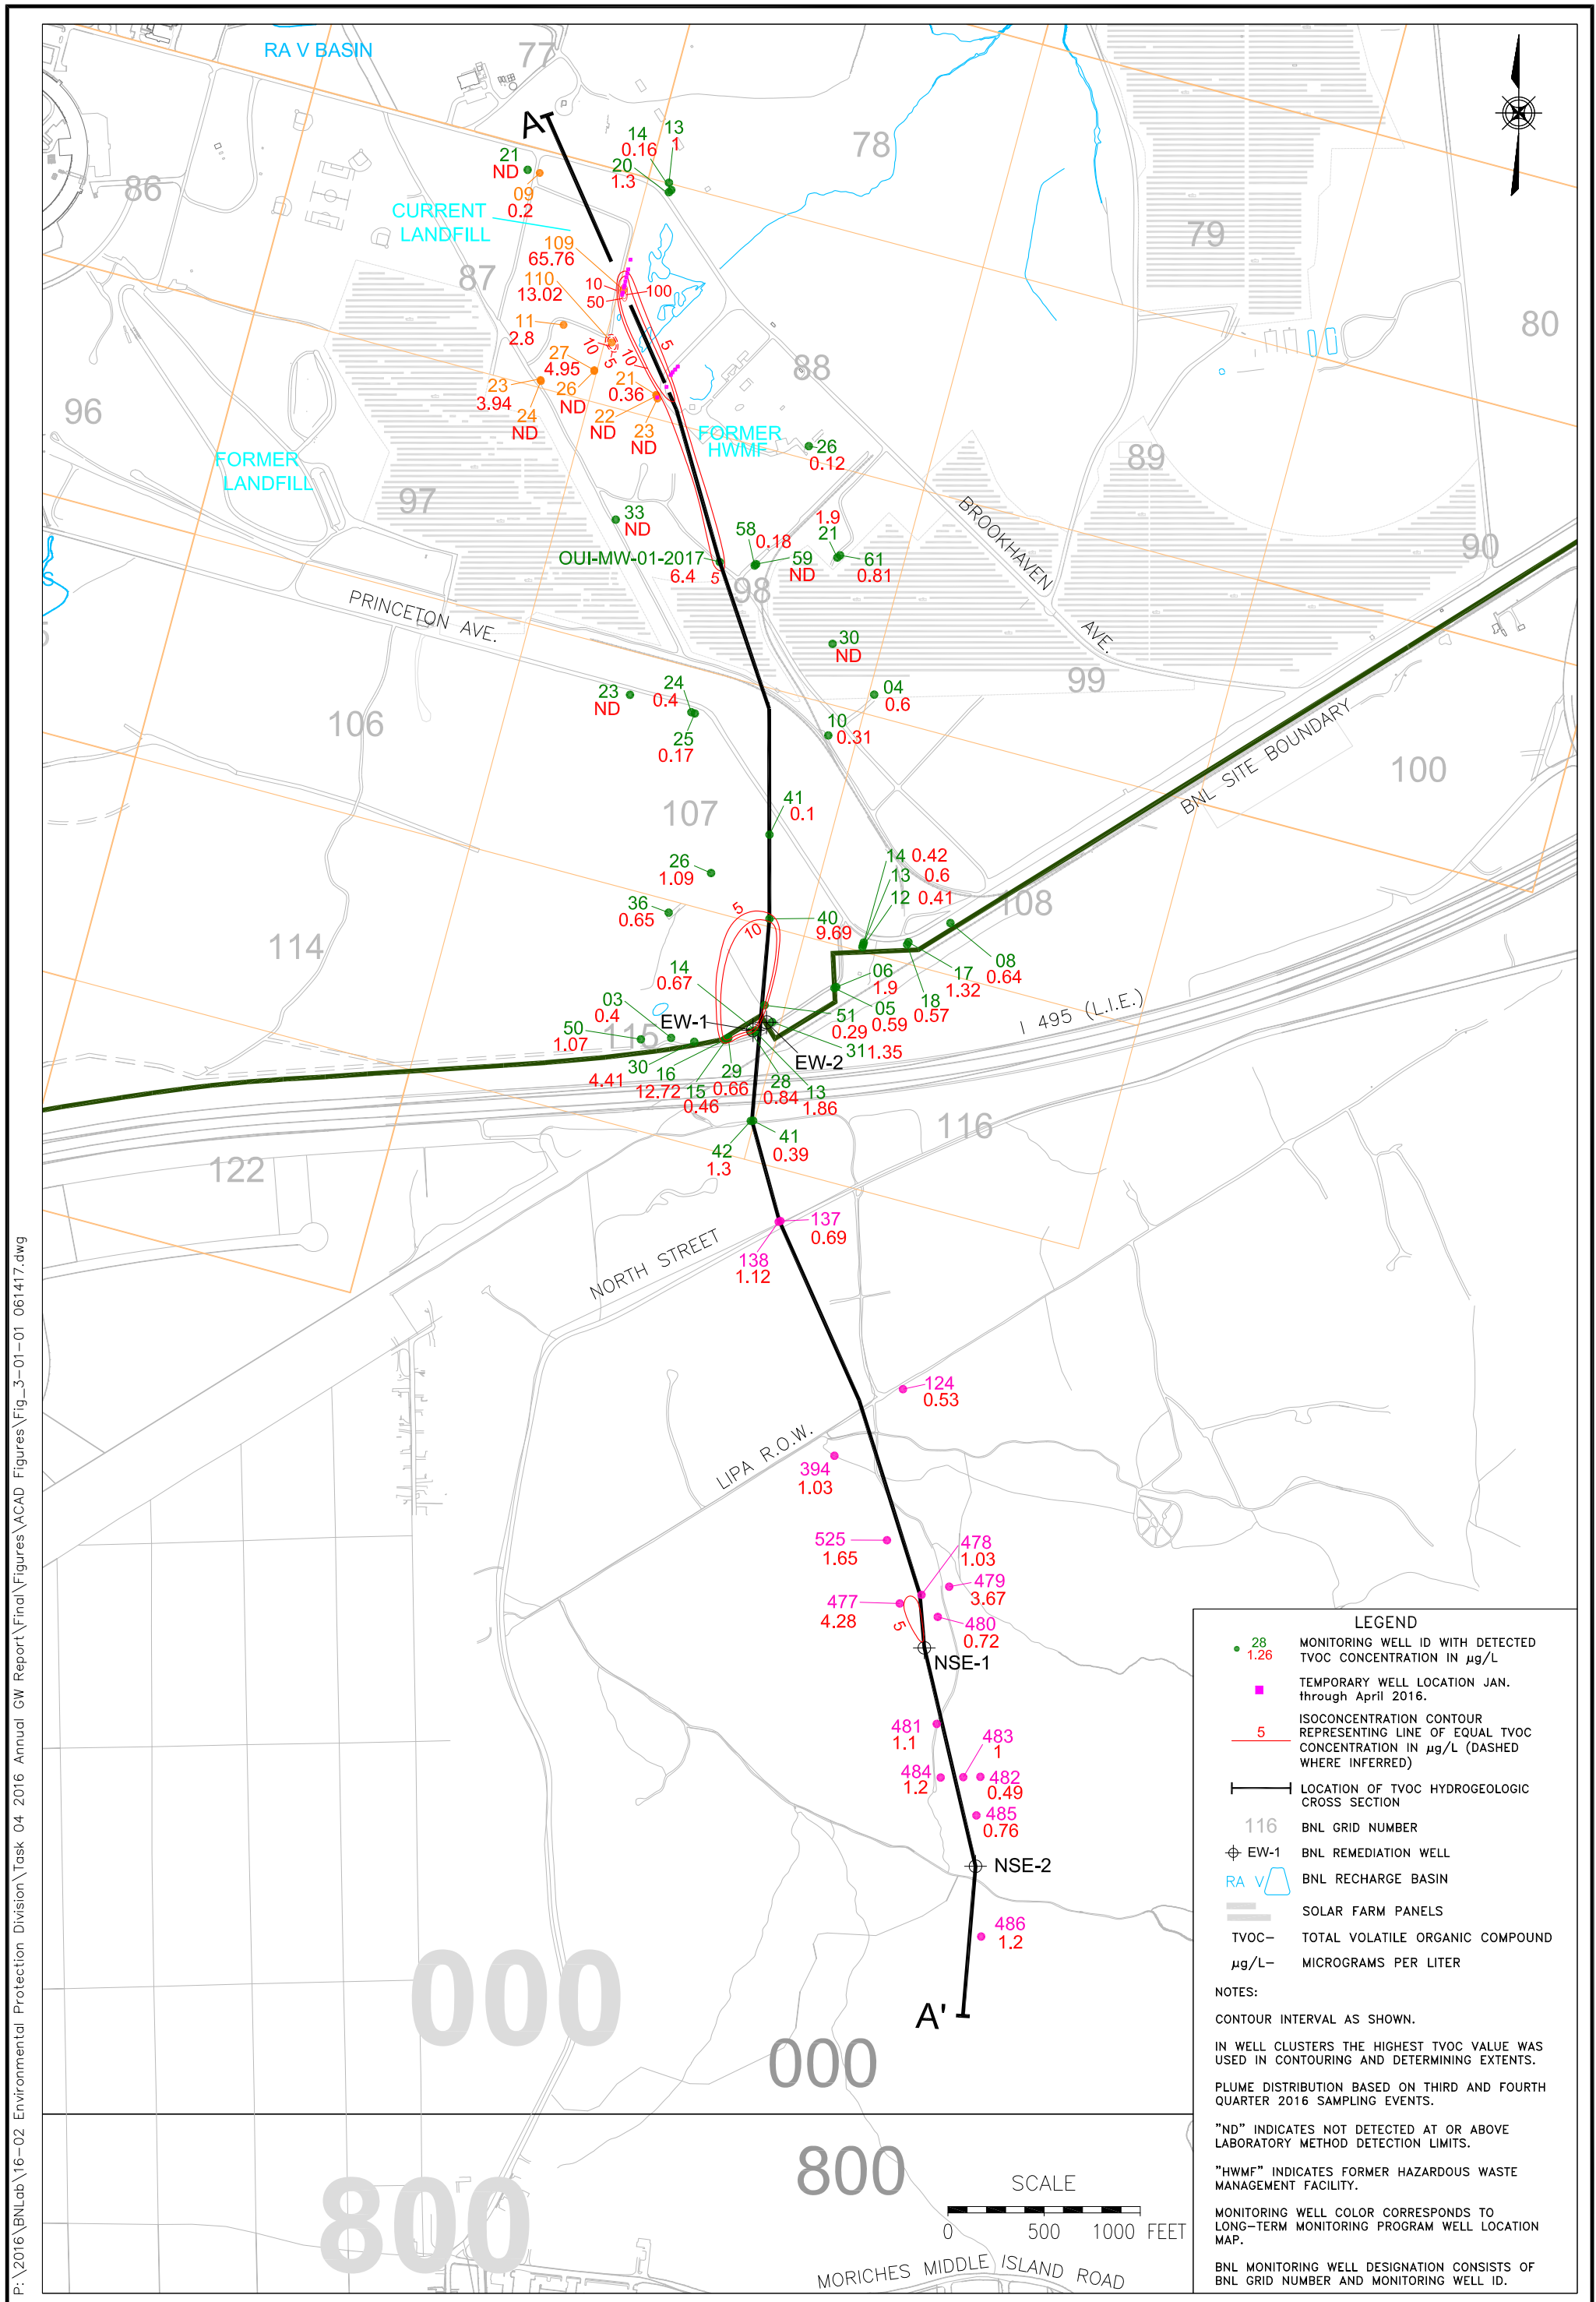 RA V BASIN
77
A
14
0.16
13
1
78
21
ND
20
1.3
86
09
0.2
CURRENT
LANDFILL
79
109
65.76
87
110
13.02
10
50
100
80
11
2.8
10
5
10
5
27
4.95
88
23
3.94
26
ND
21
0.36
96
24
ND
22
ND
23
ND
FORMER
HWMF
26
0.12
89
FORMER
LANDFILL
97
BROOKHAVEN
AVE.
33
ND
58
0.18
1.9
21
90
OUI-MW-01-2017
6.4
5
59
ND
61
0.81
S
98
PRINCETON AVE.
30
ND
99
23
ND
24
0.4
04
0.6
106
25
0.17
10
0.31
BNL SITE BOUNDARY
100
107
41
0.1
26
1.09
14 0.42
13 0.6
12 0.41
108
36
0.65
5
10
40
9.69
114
14
0.67
06
1.9
17
1.32
08
0.64
03
0.4
05
0.59
18
0.57
I 495 (L.I.E.)
50
1.07
115
EW-1
51
0.29
31 1.35
EW-2
30
4.41
16
12.72
15
0.46
29
0.66
28
0.84
13
1.86
116
122
42
1.3
41
0.39
137
0.69
138
1.12
NORTH STREET
124
0.53
LIPA R.O.W.
394
1.03
525
1.65
478
1.03
479
3.67
477
4.28
5
480
0.72
NSE-1
481
1.1
483
1
484
1.2
482
0.49
485
0.76
NSE-2
486
1.2
000
A'
000
800
800
SCALE
0 500 1000 FEET
MORICHES MIDDLE ISLAND ROAD
LEGEND
28
1.26
MONITORING WELL ID WITH DETECTED
TVOC CONCENTRATION IN µg/L
TEMPORARY WELL LOCATION JAN.
through April 2016.
5
ISOCONCENTRATION CONTOUR
REPRESENTING LINE OF EQUAL TVOC
CONCENTRATION IN µg/L (DASHED
WHERE INFERRED)
LOCATION OF TVOC HYDROGEOLOGIC
CROSS SECTION
116 BNL GRID NUMBER
EW-1 BNL REMEDIATION WELL
RA V BNL RECHARGE BASIN
SOLAR FARM PANELS
TVOC- TOTAL VOLATILE ORGANIC COMPOUND
µg/L- MICROGRAMS PER LITER
NOTES:
CONTOUR INTERVAL AS SHOWN.
IN WELL CLUSTERS THE HIGHEST TVOC VALUE WAS
USED IN CONTOURING AND DETERMINING EXTENTS.
PLUME DISTRIBUTION BASED ON THIRD AND FOURTH
QUARTER 2016 SAMPLING EVENTS.
"ND" INDICATES NOT DETECTED AT OR ABOVE
LABORATORY METHOD DETECTION LIMITS.
"HWMF" INDICATES FORMER HAZARDOUS WASTE
MANAGEMENT FACILITY.
MONITORING WELL COLOR CORRESPONDS TO
LONG-TERM MONITORING PROGRAM WELL LOCATION
MAP.
BNL MONITORING WELL DESIGNATION CONSISTS OF
BNL GRID NUMBER AND MONITORING WELL ID.
P:\2016\BNLab\16-02 Environmental Protection Division\Task 04 2016 Annual GW Report\Final\Figures\ACAD Figures\Fig_3-01-01 061417.dwg